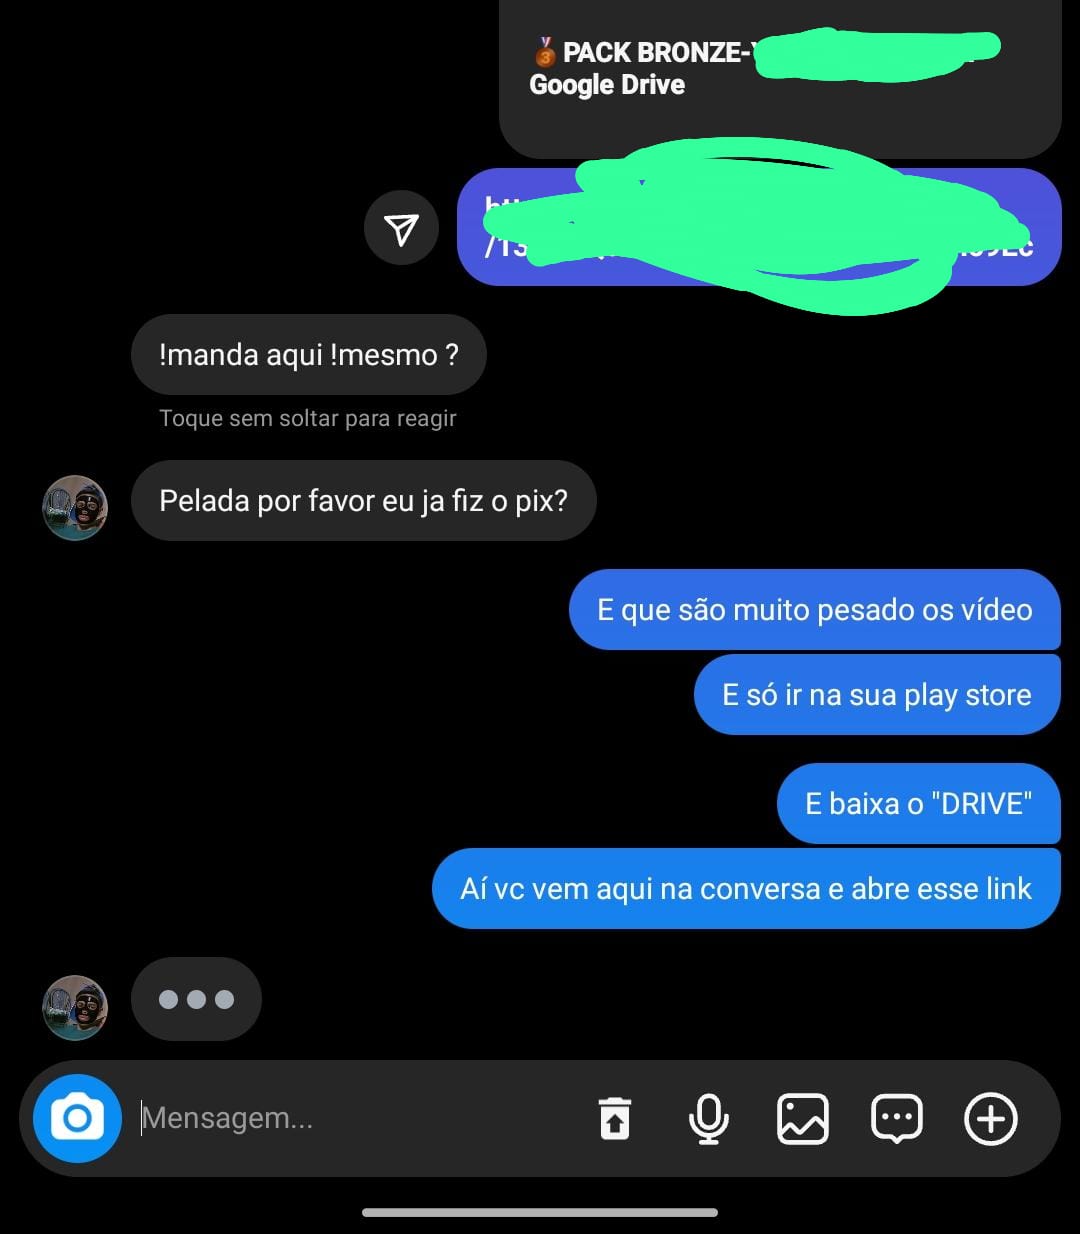 PACK BRONZE-
Google Drive
!manda aqui !mesmo ?
Toque sem soltar para reagir
Pelada por favor eu ja fiz o pix?
E que são muito pesado os vídeo
E só ir na sua play store
E baixa o "DRIVE"
Aí vc vem aqui na conversa e abre esse link
Mensagem...